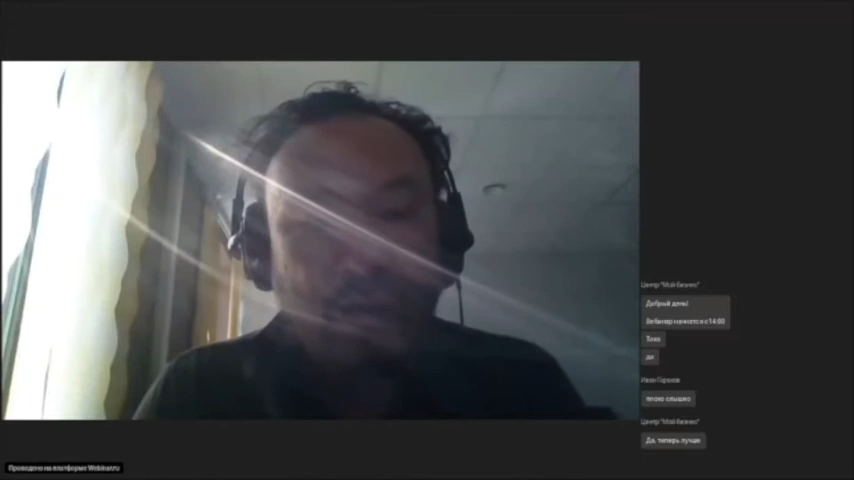 Центр "Мой бизнес"
Добрый день!
Вебинар начнется с 14:00
Тихо
да
Иван Горохов
плохо слышно
Центр "Мой бизнес"
Да, теперь лучше
Проведено на платформе Webinar.ru